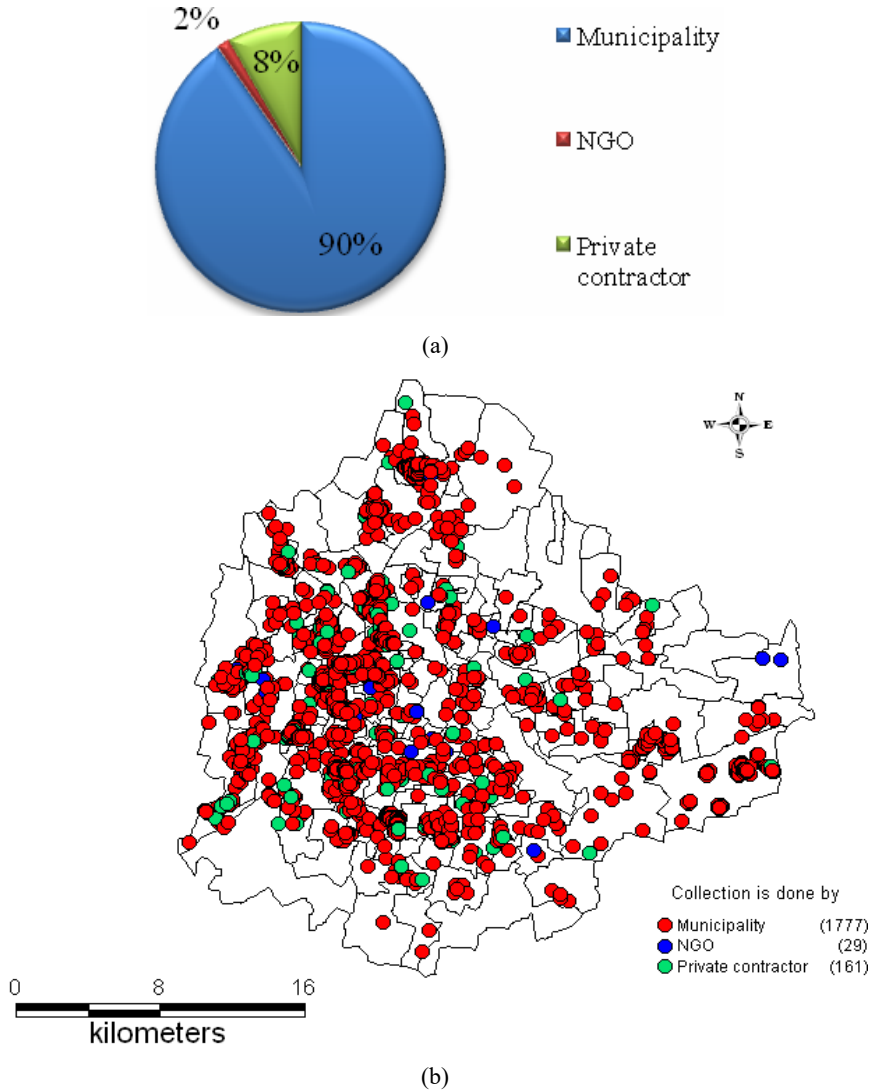 2%
8%
90%
Municipality
NGO
Private
contractor
(a)
N
W E
S
Collection is done by
Municipality (1777)
NGO (29)
Private contractor (161)
0 8 16
kilometers
(b)